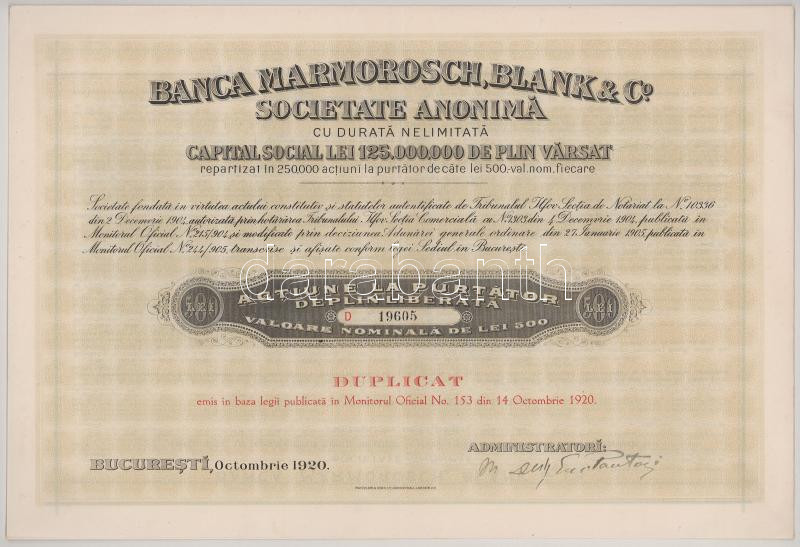 BANCA MARMOROSCH, BLANK & Cº
SOCIETATE ANONIMĂ
CU DURATĂ NELIMITATĂ
CAPITAL SOCIAL LEI 125.000.000 DE PLIN VĂRSAT
repartizat în 250.000 acțiuni la purtător de câte lei 500.-val. nom. fiecare
Societate fondată în virtutea actului constitutiv și statutelor autentificate de Tribunalul Ilfov Secția de Notariat la Nº 10336
din 2 Decemvrie 1904, autorizată prin hotărârea Tribunalului Ilfov Secția Comercială cu Nº 2303 din 4 Decemvrie 1904, publicată în
Monitorul Oficial Nº 215/904 și modificate prin deciziunea Adunărei generale ordinare din 27 Ianuarie 1905, publicată în
Monitorul Oficial Nº 244/905, transcrise și afișate conform legei Sediul în București
darabanth
ACȚIUNE LA PURTĂTOR
DEPLIN LIBERATĂ
500 LEI
D 19605
500 LEI
VALOARE NOMINALĂ DE LEI 500
DUPLICAT
emis în baza legii publicată în Monitorul Oficial No. 153 din 14 Octombrie 1920.
ADMINISTRATORI:
BUCUREȘTI, Octombrie 1920.